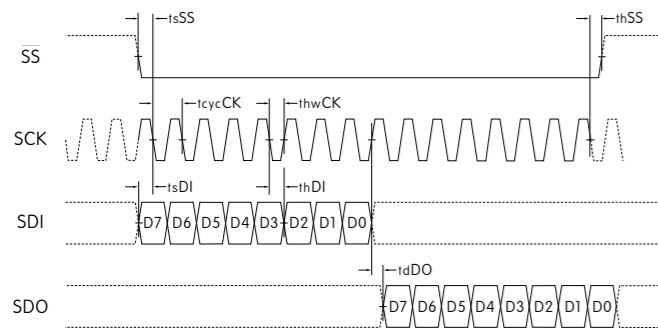 tsSS
thSS
SS
tcycCK
thwCK
SCK
tsDI
thDI
SDI
D7 D6 D5 D4 D3 D2 D1 D0
tdDO
SDO
D7 D6 D5 D4 D3 D2 D1 D0